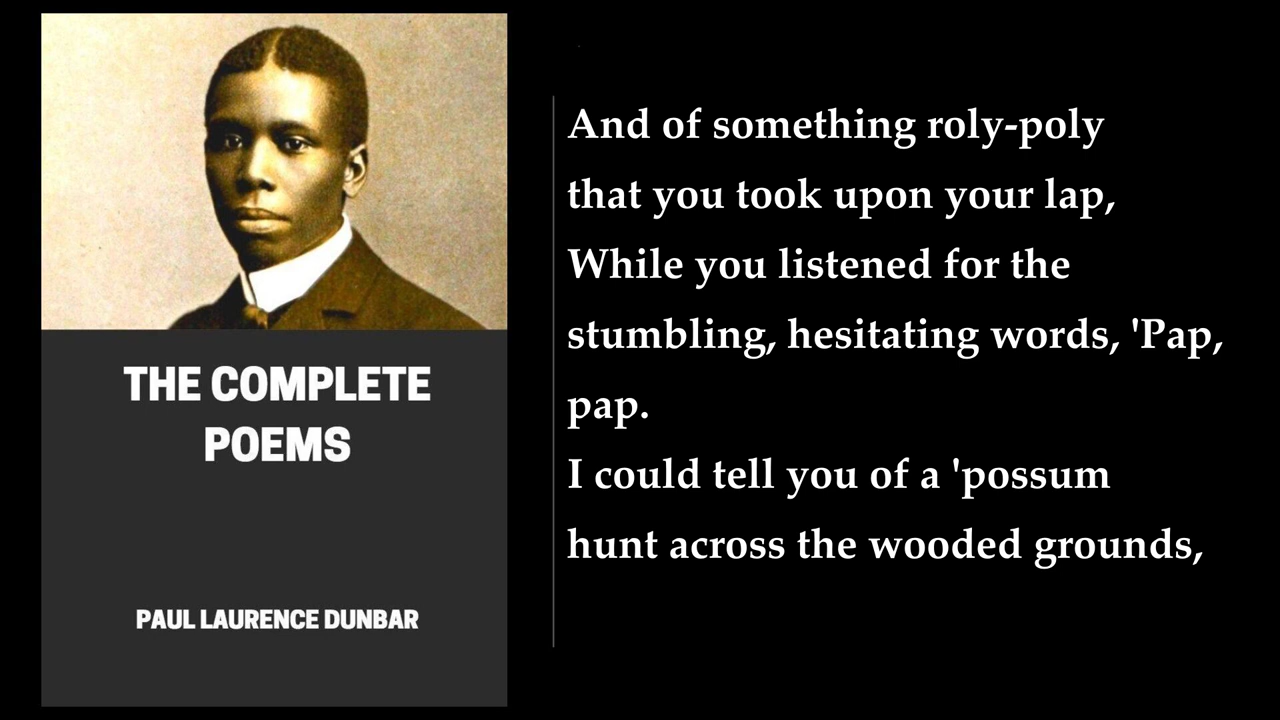 THE COMPLETE
POEMS
PAUL LAURENCE DUNBAR
And of something roly-poly
that you took upon your lap,
While you listened for the
stumbling, hesitating words, 'Pap,
pap.
I could tell you of a 'possum
hunt across the wooded grounds,